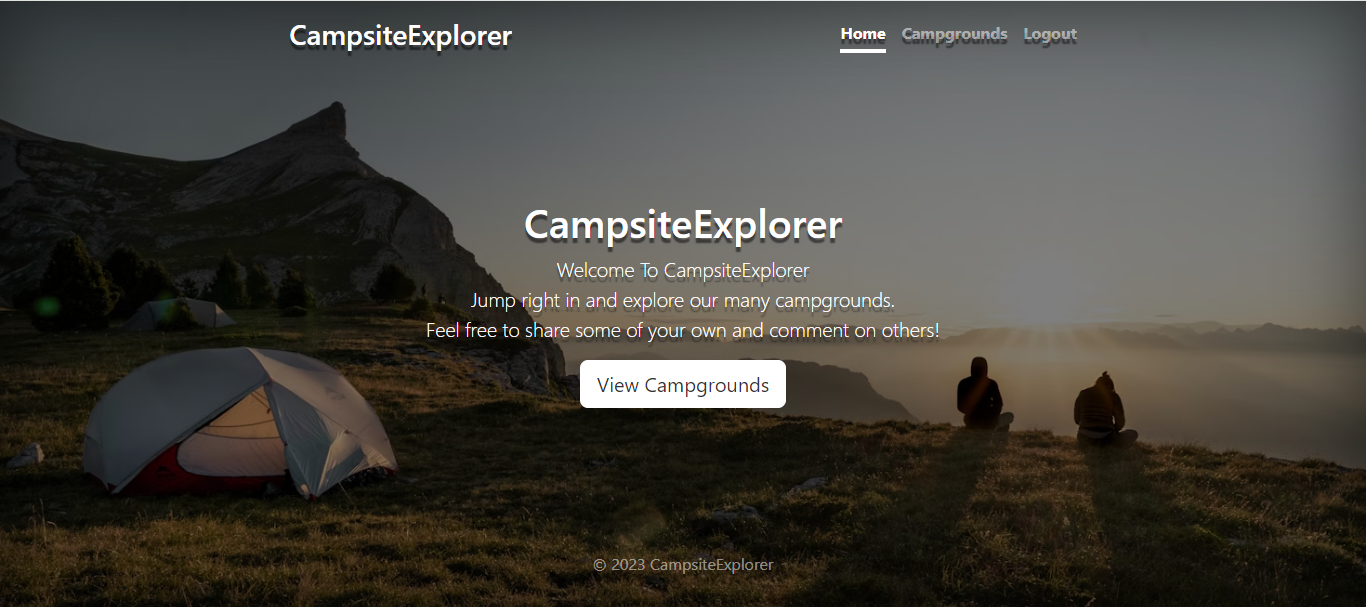 CampsiteExplorer
Home Campgrounds Logout
CampsiteExplorer
Welcome To CampsiteExplorer
Jump right in and explore our many campgrounds.
Feel free to share some of your own and comment on others!
View Campgrounds
© 2023 CampsiteExplorer